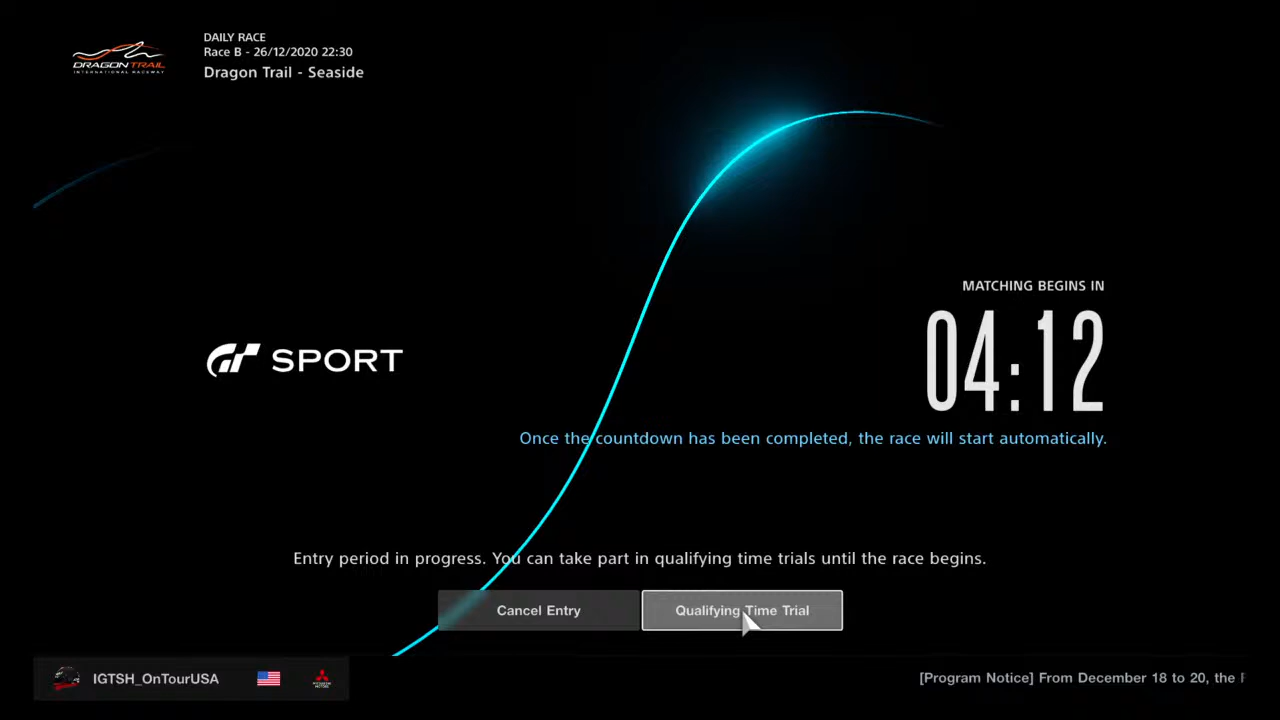 DRAGON TRAIL
INTERNATIONAL RACEWAY
DAILY RACE
Race B - 26/12/2020 22:30
Dragon Trail - Seaside
MATCHING BEGINS IN
04:12
GT SPORT
Once the countdown has been completed, the race will start automatically.
Entry period in progress. You can take part in qualifying time trials until the race begins.
Cancel Entry
Qualifying Time Trial
IGTSH_OnTourUSA
[Program Notice] From December 18 to 20, the